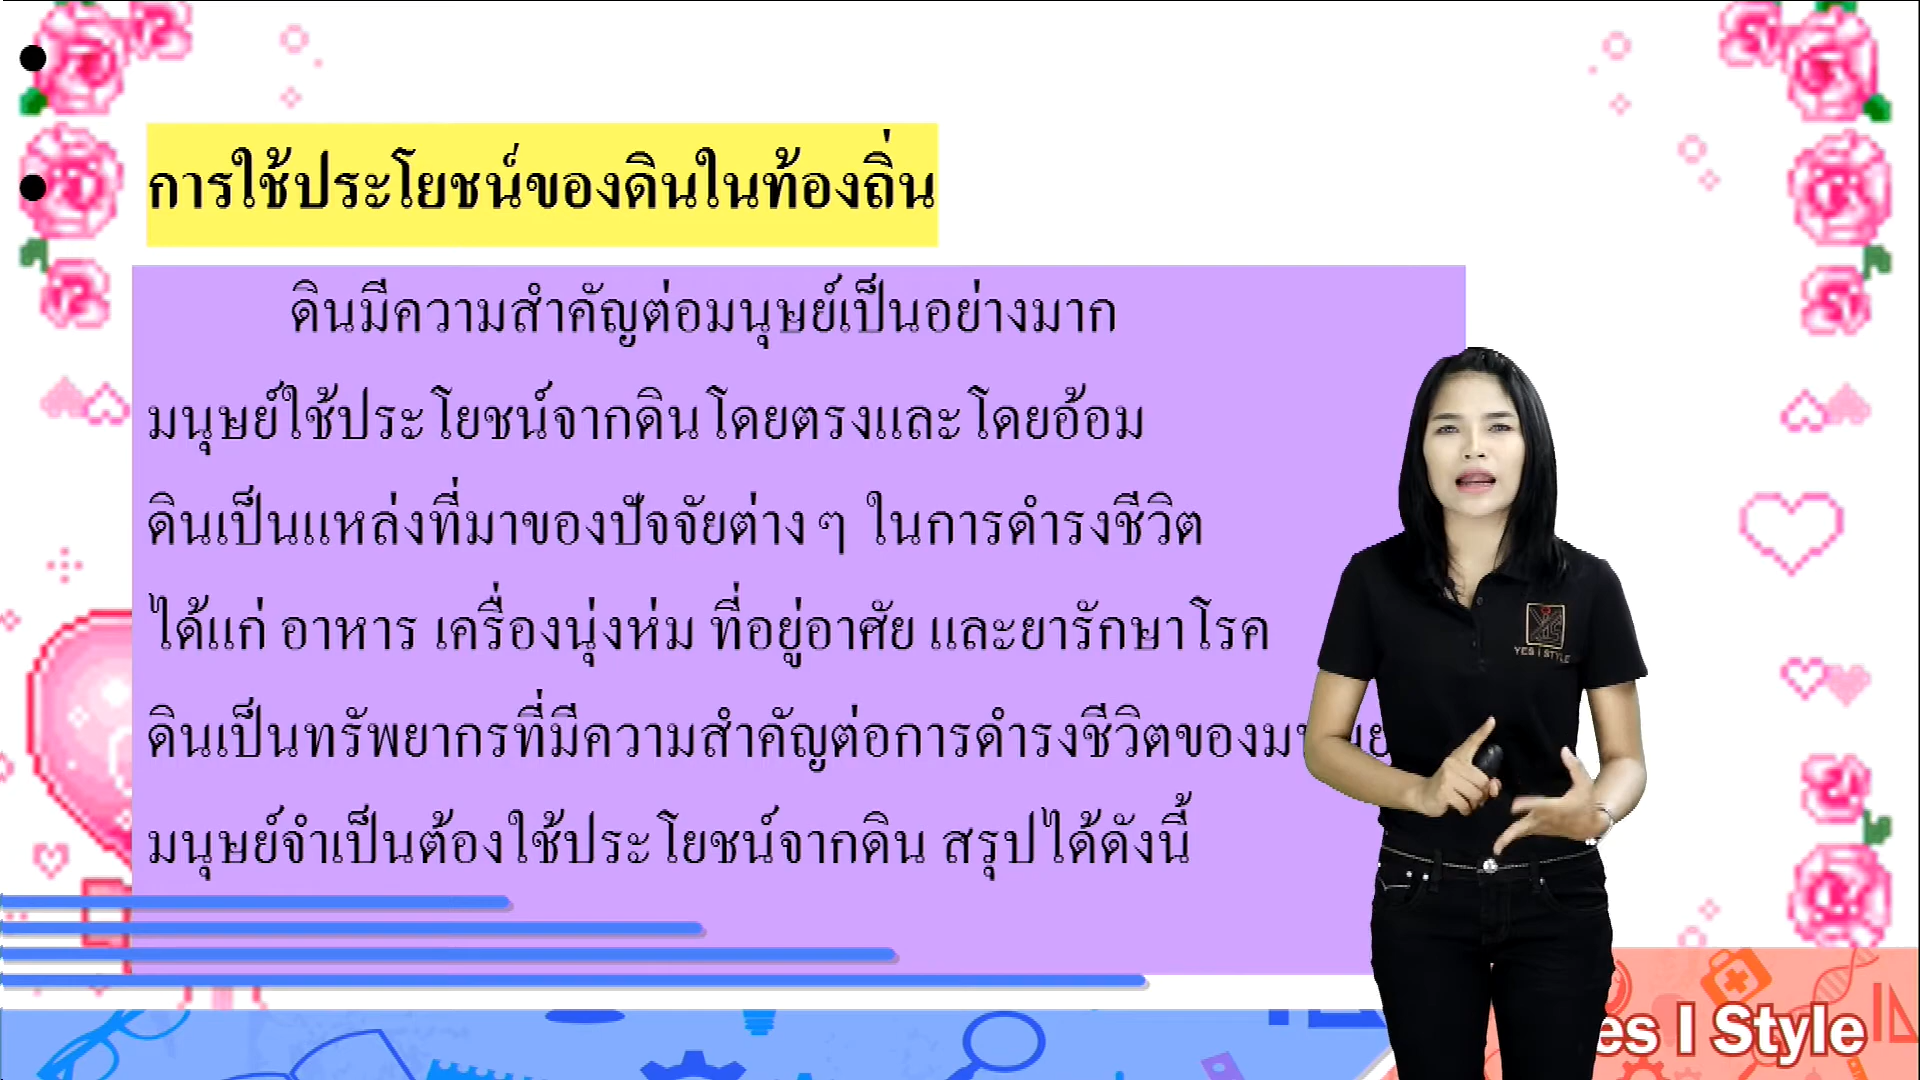 การใช้ประโยชน์ของดินในท้องถิ่น
ดินมีความสำคัญต่อมนุษย์เป็นอย่างมาก
มนุษย์ใช้ประโยชน์จากดินโดยตรงและโดยอ้อม
ดินเป็นแหล่งที่มาของปัจจัยต่างๆ ในการดำรงชีวิต
ได้แก่ อาหาร เครื่องนุ่งห่ม ที่อยู่อาศัย และยารักษาโรค
ดินเป็นทรัพยากรที่มีความสำคัญต่อการดำรงชีวิตของ
มนุษย์จำเป็นต้องใช้ประโยชน์จากดิน สรุปได้ดังนี้
YES I STYLE
es I Style